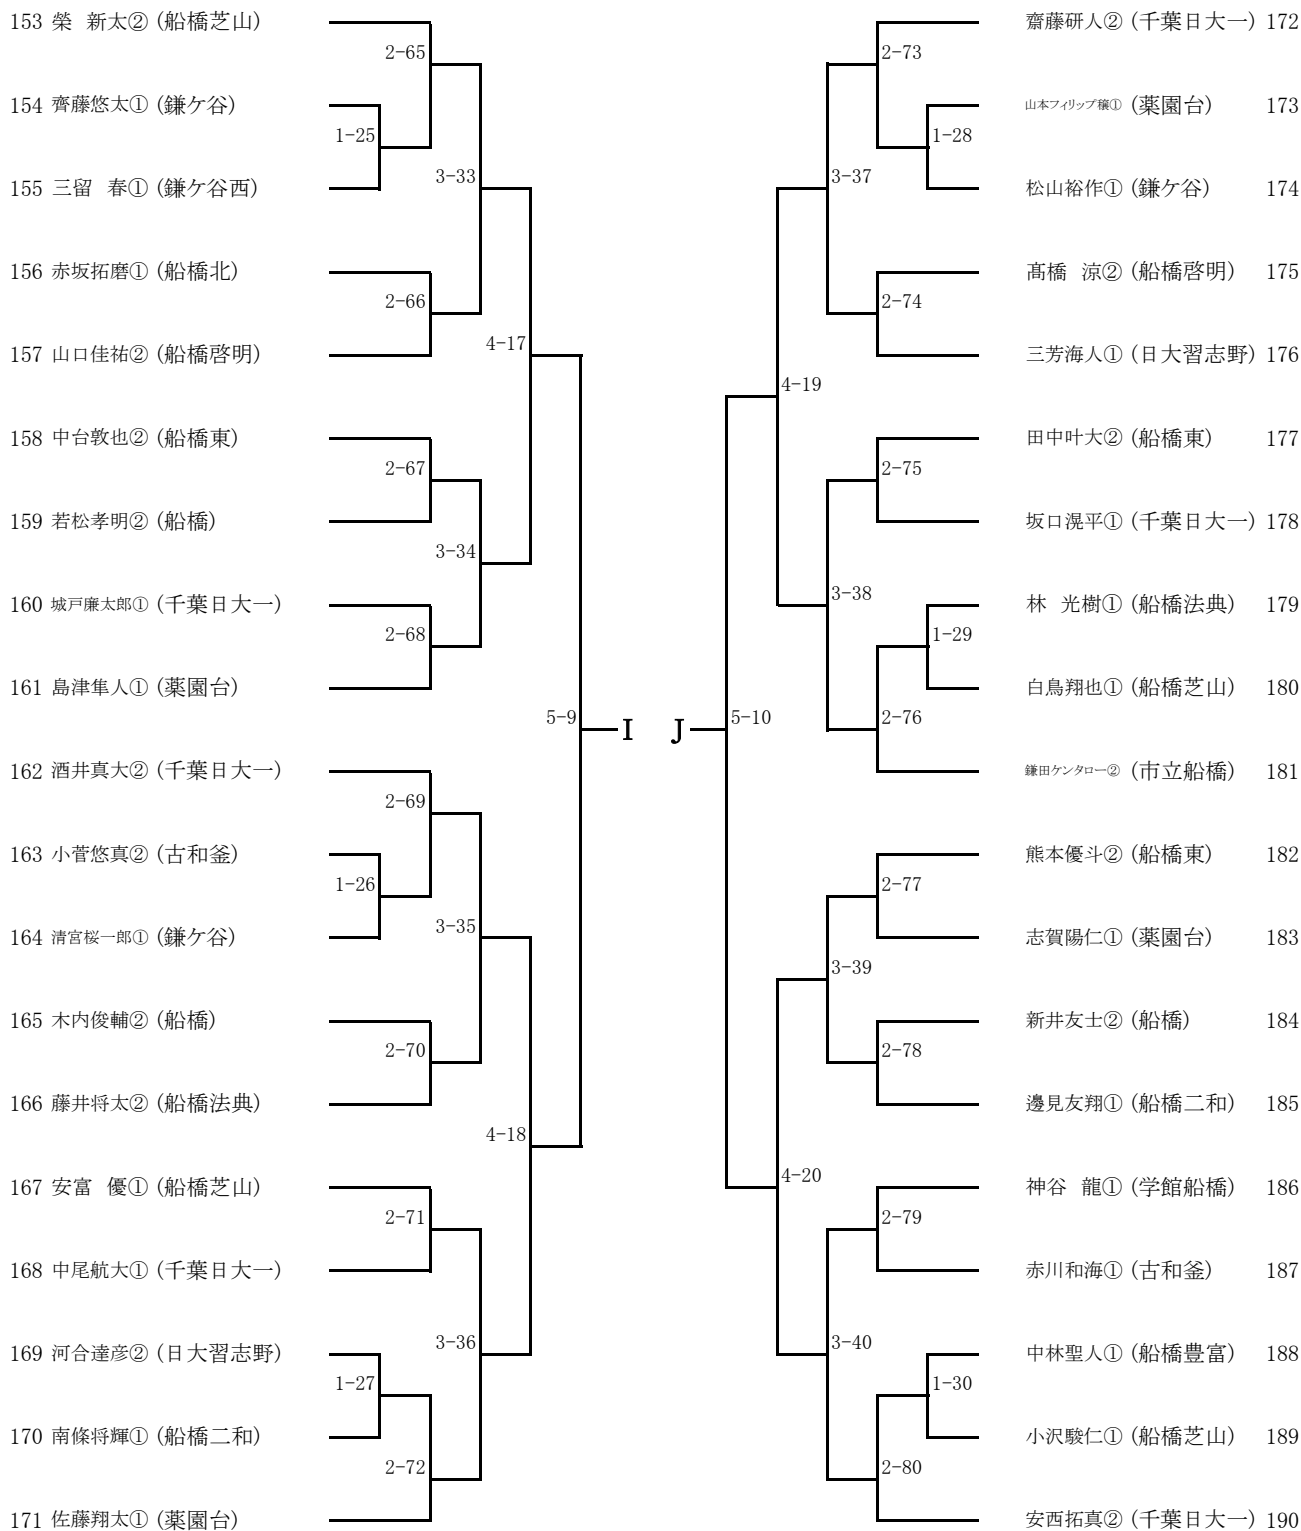 153 榮 新太② (船橋芝山)
2-65
154 齊藤悠太① (鎌ケ谷)
1-25
155 三留 春① (鎌ケ谷西)
3-33
156 赤坂拓磨① (船橋北)
2-66
157 山口佳祐② (船橋啓明)
4-17
158 中台敦也② (船橋東)
2-67
159 若松孝明② (船橋)
3-34
160 城戸廉太郎① (千葉日大一)
2-68
161 島津隼人① (薬園台)
5-9
I
162 酒井真大② (千葉日大一)
2-69
163 小菅悠真② (古和釜)
1-26
164 清宮桜一郎① (鎌ケ谷)
3-35
165 木内俊輔② (船橋)
2-70
166 藤井将太② (船橋法典)
4-18
167 安富 優① (船橋芝山)
2-71
168 中尾航大① (千葉日大一)
3-36
169 河合達彦② (日大習志野)
1-27
170 南條将輝① (船橋二和)
2-72
171 佐藤翔太① (薬園台)
齋藤研人② (千葉日大一) 172
2-73
山本フィリップ穣① (薬園台) 173
1-28
松山裕作① (鎌ケ谷) 174
3-37
髙橋 涼② (船橋啓明) 175
2-74
三芳海人① (日大習志野) 176
4-19
田中叶大② (船橋東) 177
2-75
坂口滉平① (千葉日大一) 178
3-38
林 光樹① (船橋法典) 179
1-29
白鳥翔也① (船橋芝山) 180
2-76
J
5-10
鎌田ケンタロー② (市立船橋) 181
熊本優斗② (船橋東) 182
2-77
志賀陽仁① (薬園台) 183
3-39
新井友士② (船橋) 184
2-78
邊見友翔① (船橋二和) 185
4-20
神谷 龍① (学館船橋) 186
2-79
赤川和海① (古和釜) 187
3-40
中林聖人① (船橋豊富) 188
1-30
小沢駿仁① (船橋芝山) 189
2-80
安西拓真② (千葉日大一) 190